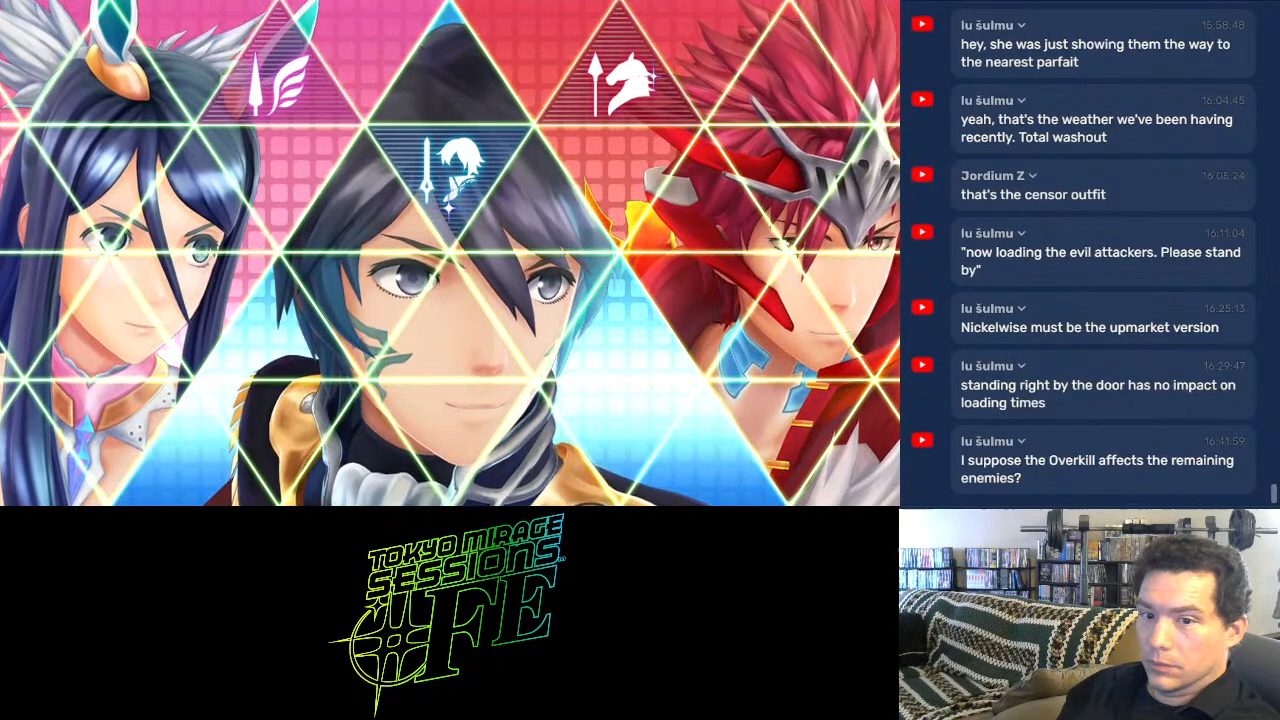 lu šulmu 15:58:48
hey, she was just showing them the way to
the nearest parfait
lu šulmu 16:04:45
yeah, that's the weather we've been having
recently. Total washout
Jordium Z 16:05:24
that's the censor outfit
lu šulmu 16:11:04
"now loading the evil attackers. Please stand
by"
lu šulmu 16:25:13
Nickelwise must be the upmarket version
lu šulmu 16:29:47
standing right by the door has no impact on
loading times
lu šulmu 16:41:59
I suppose the Overkill affects the remaining
enemies?
TOKYO MIRAGE
SESSIONS
#FE